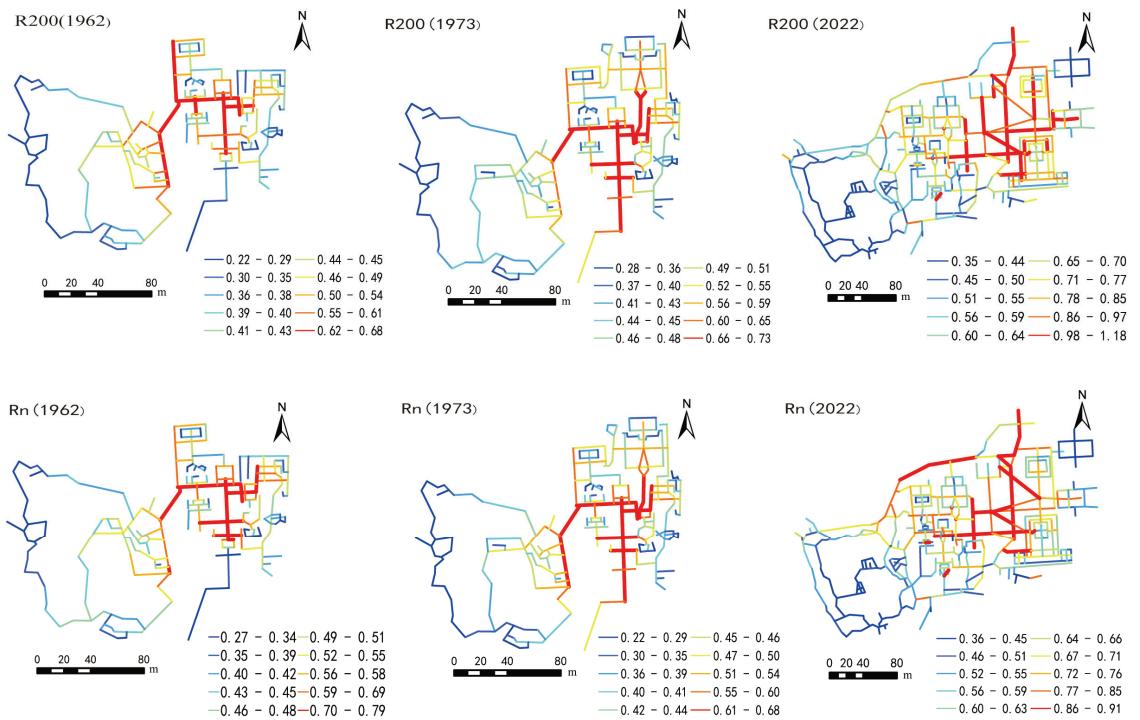 R200(1962)
N
0.22 - 0.29 0.44 - 0.45
0.30 - 0.35 0.46 - 0.49
0.36 - 0.38 0.50 - 0.54
0.39 - 0.40 0.55 - 0.61
0.41 - 0.43 0.62 - 0.68
0 20 40 80
m
R200(1973)
N
0.28 - 0.36 0.49 - 0.51
0.37 - 0.40 0.52 - 0.55
0.41 - 0.43 0.56 - 0.59
0.44 - 0.45 0.60 - 0.65
0.46 - 0.48 0.66 - 0.73
0 20 40 80
m
R200(2022)
N
0.35 - 0.44 0.65 - 0.70
0.45 - 0.50 0.71 - 0.77
0.51 - 0.55 0.78 - 0.85
0.56 - 0.59 0.86 - 0.97
0.60 - 0.64 0.98 - 1.18
0 20 40 80
m
Rn(1962)
N
0.27 - 0.34 0.49 - 0.51
0.35 - 0.39 0.52 - 0.55
0.40 - 0.42 0.56 - 0.58
0.43 - 0.45 0.59 - 0.69
0.46 - 0.48 0.70 - 0.79
0 20 40 80
m
Rn(1973)
N
0.22 - 0.29 0.45 - 0.46
0.30 - 0.35 0.47 - 0.50
0.36 - 0.39 0.51 - 0.54
0.40 - 0.41 0.55 - 0.60
0.42 - 0.44 0.61 - 0.68
0 20 40 80
m
Rn(2022)
N
0.36 - 0.45 0.64 - 0.66
0.46 - 0.51 0.67 - 0.71
0.52 - 0.55 0.72 - 0.76
0.56 - 0.59 0.77 - 0.85
0.60 - 0.63 0.86 - 0.91
0 20 40 80
m